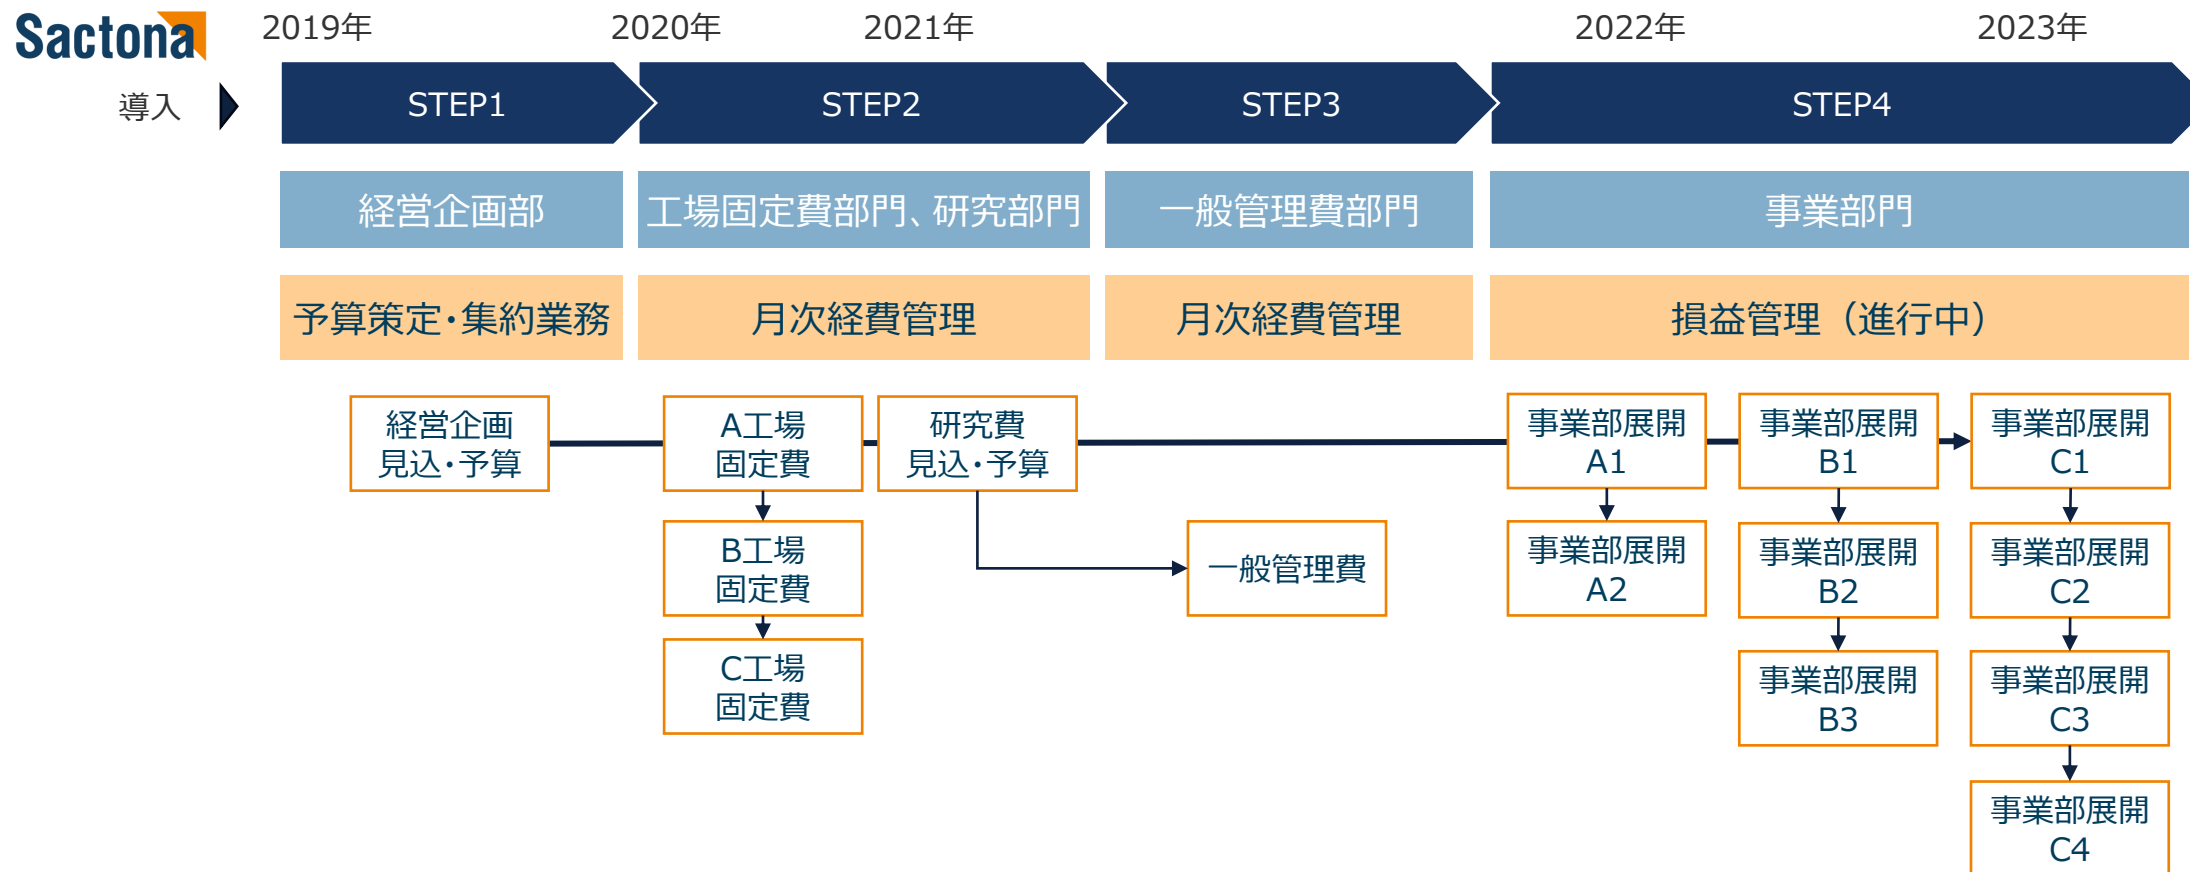 Sactona
2019年
2020年
2021年
2022年
2023年
導入
STEP1
STEP2
STEP3
STEP4
経営企画部
工場固定費部門、研究部門
一般管理費部門
事業部門
予算策定・集約業務
月次経費管理
月次経費管理
損益管理（進行中）
経営企画
見込・予算
A工場
固定費
研究費
見込・予算
事業部展開
A1
事業部展開
B1
事業部展開
C1
B工場
固定費
一般管理費
事業部展開
A2
事業部展開
B2
事業部展開
C2
C工場
固定費
事業部展開
B3
事業部展開
C3
事業部展開
C4